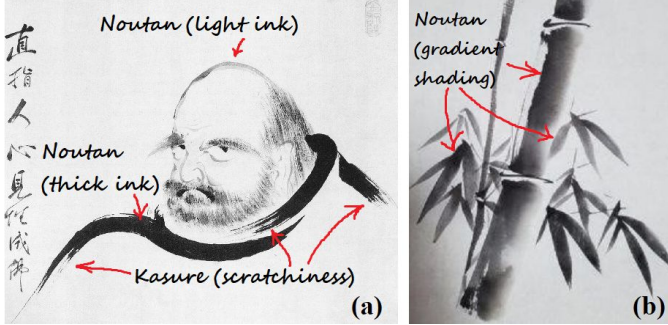 直指人心見性成佛
Noutan (light ink)
Noutan
(thick ink)
Kasure (scratchiness)
(a)
Noutan
(gradient
shading)
(b)